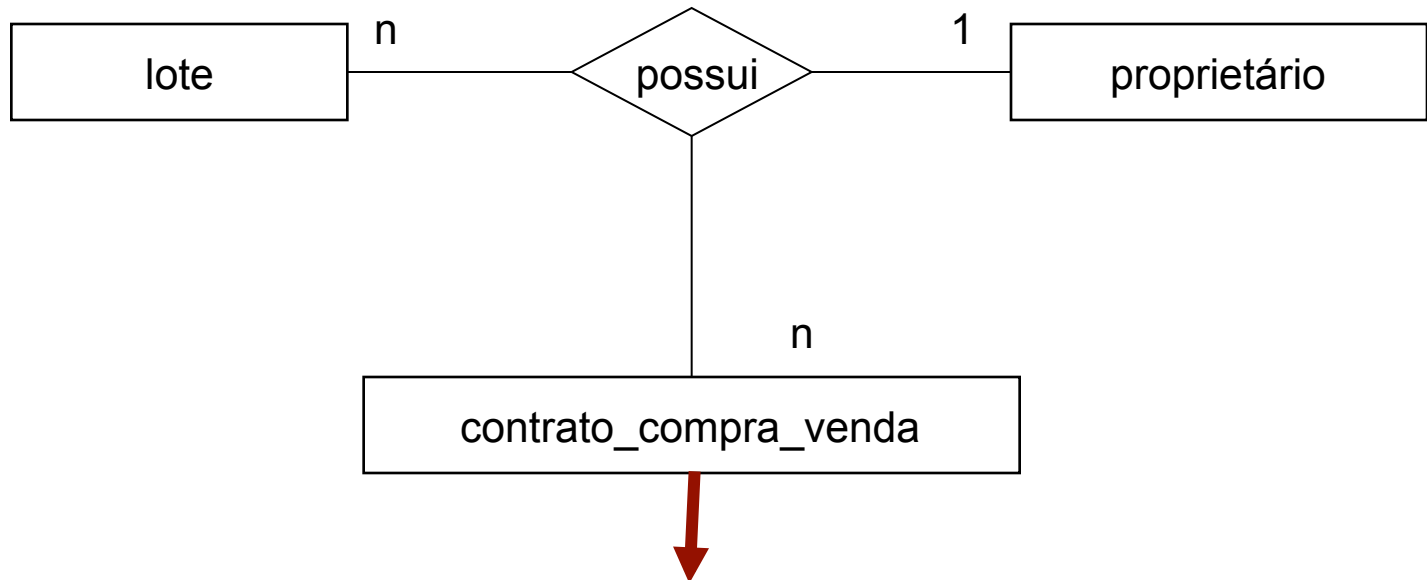 n
1
lote
possui
proprietário
n
contrato_compra_venda